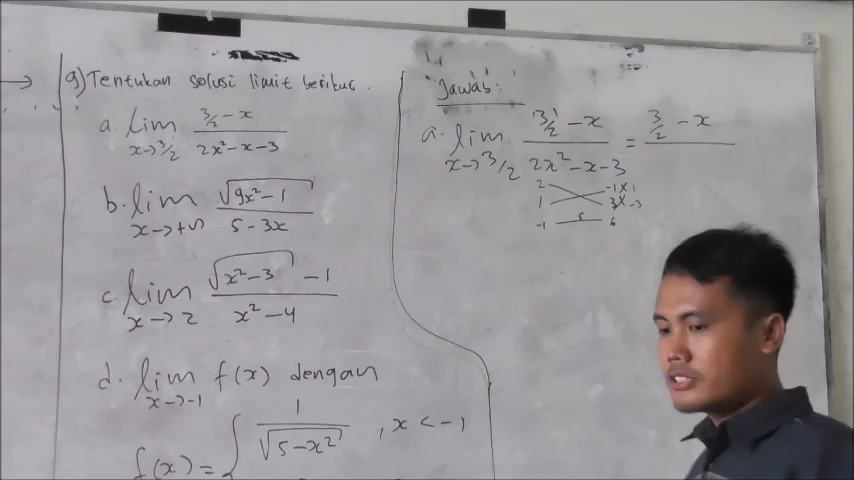 9) Tentukan solusi limit berikut.
a. lim x→3/2 (3/2 - x)/(2x² - x - 3)
b. lim x→+∞ √(9x² - 1)/(5 - 3x)
c. lim x→2 (√(x² - 3) - 1)/(x² - 4)
d. lim x→-1 f(x) dengan
f(x) = { 1/√(5 - x²) , x < -1
Jawab:
a. lim x→3/2 (3/2 - x)/(2x² - x - 3) = 3/2 - x
2 -1 x 1
1 3 x -3
-1 5 6